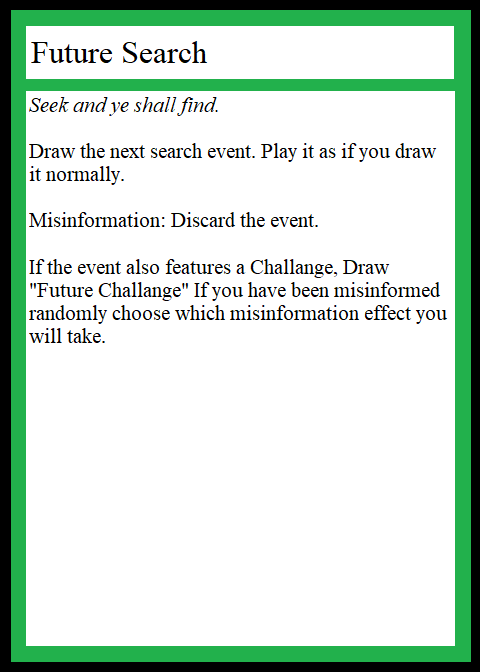 Future Search
Seek and ye shall find.
Draw the next search event. Play it as if you draw
it normally.
Misinformation: Discard the event.
If the event also features a Challange, Draw
"Future Challange" If you have been misinformed
randomly choose which misinformation effect you
will take.